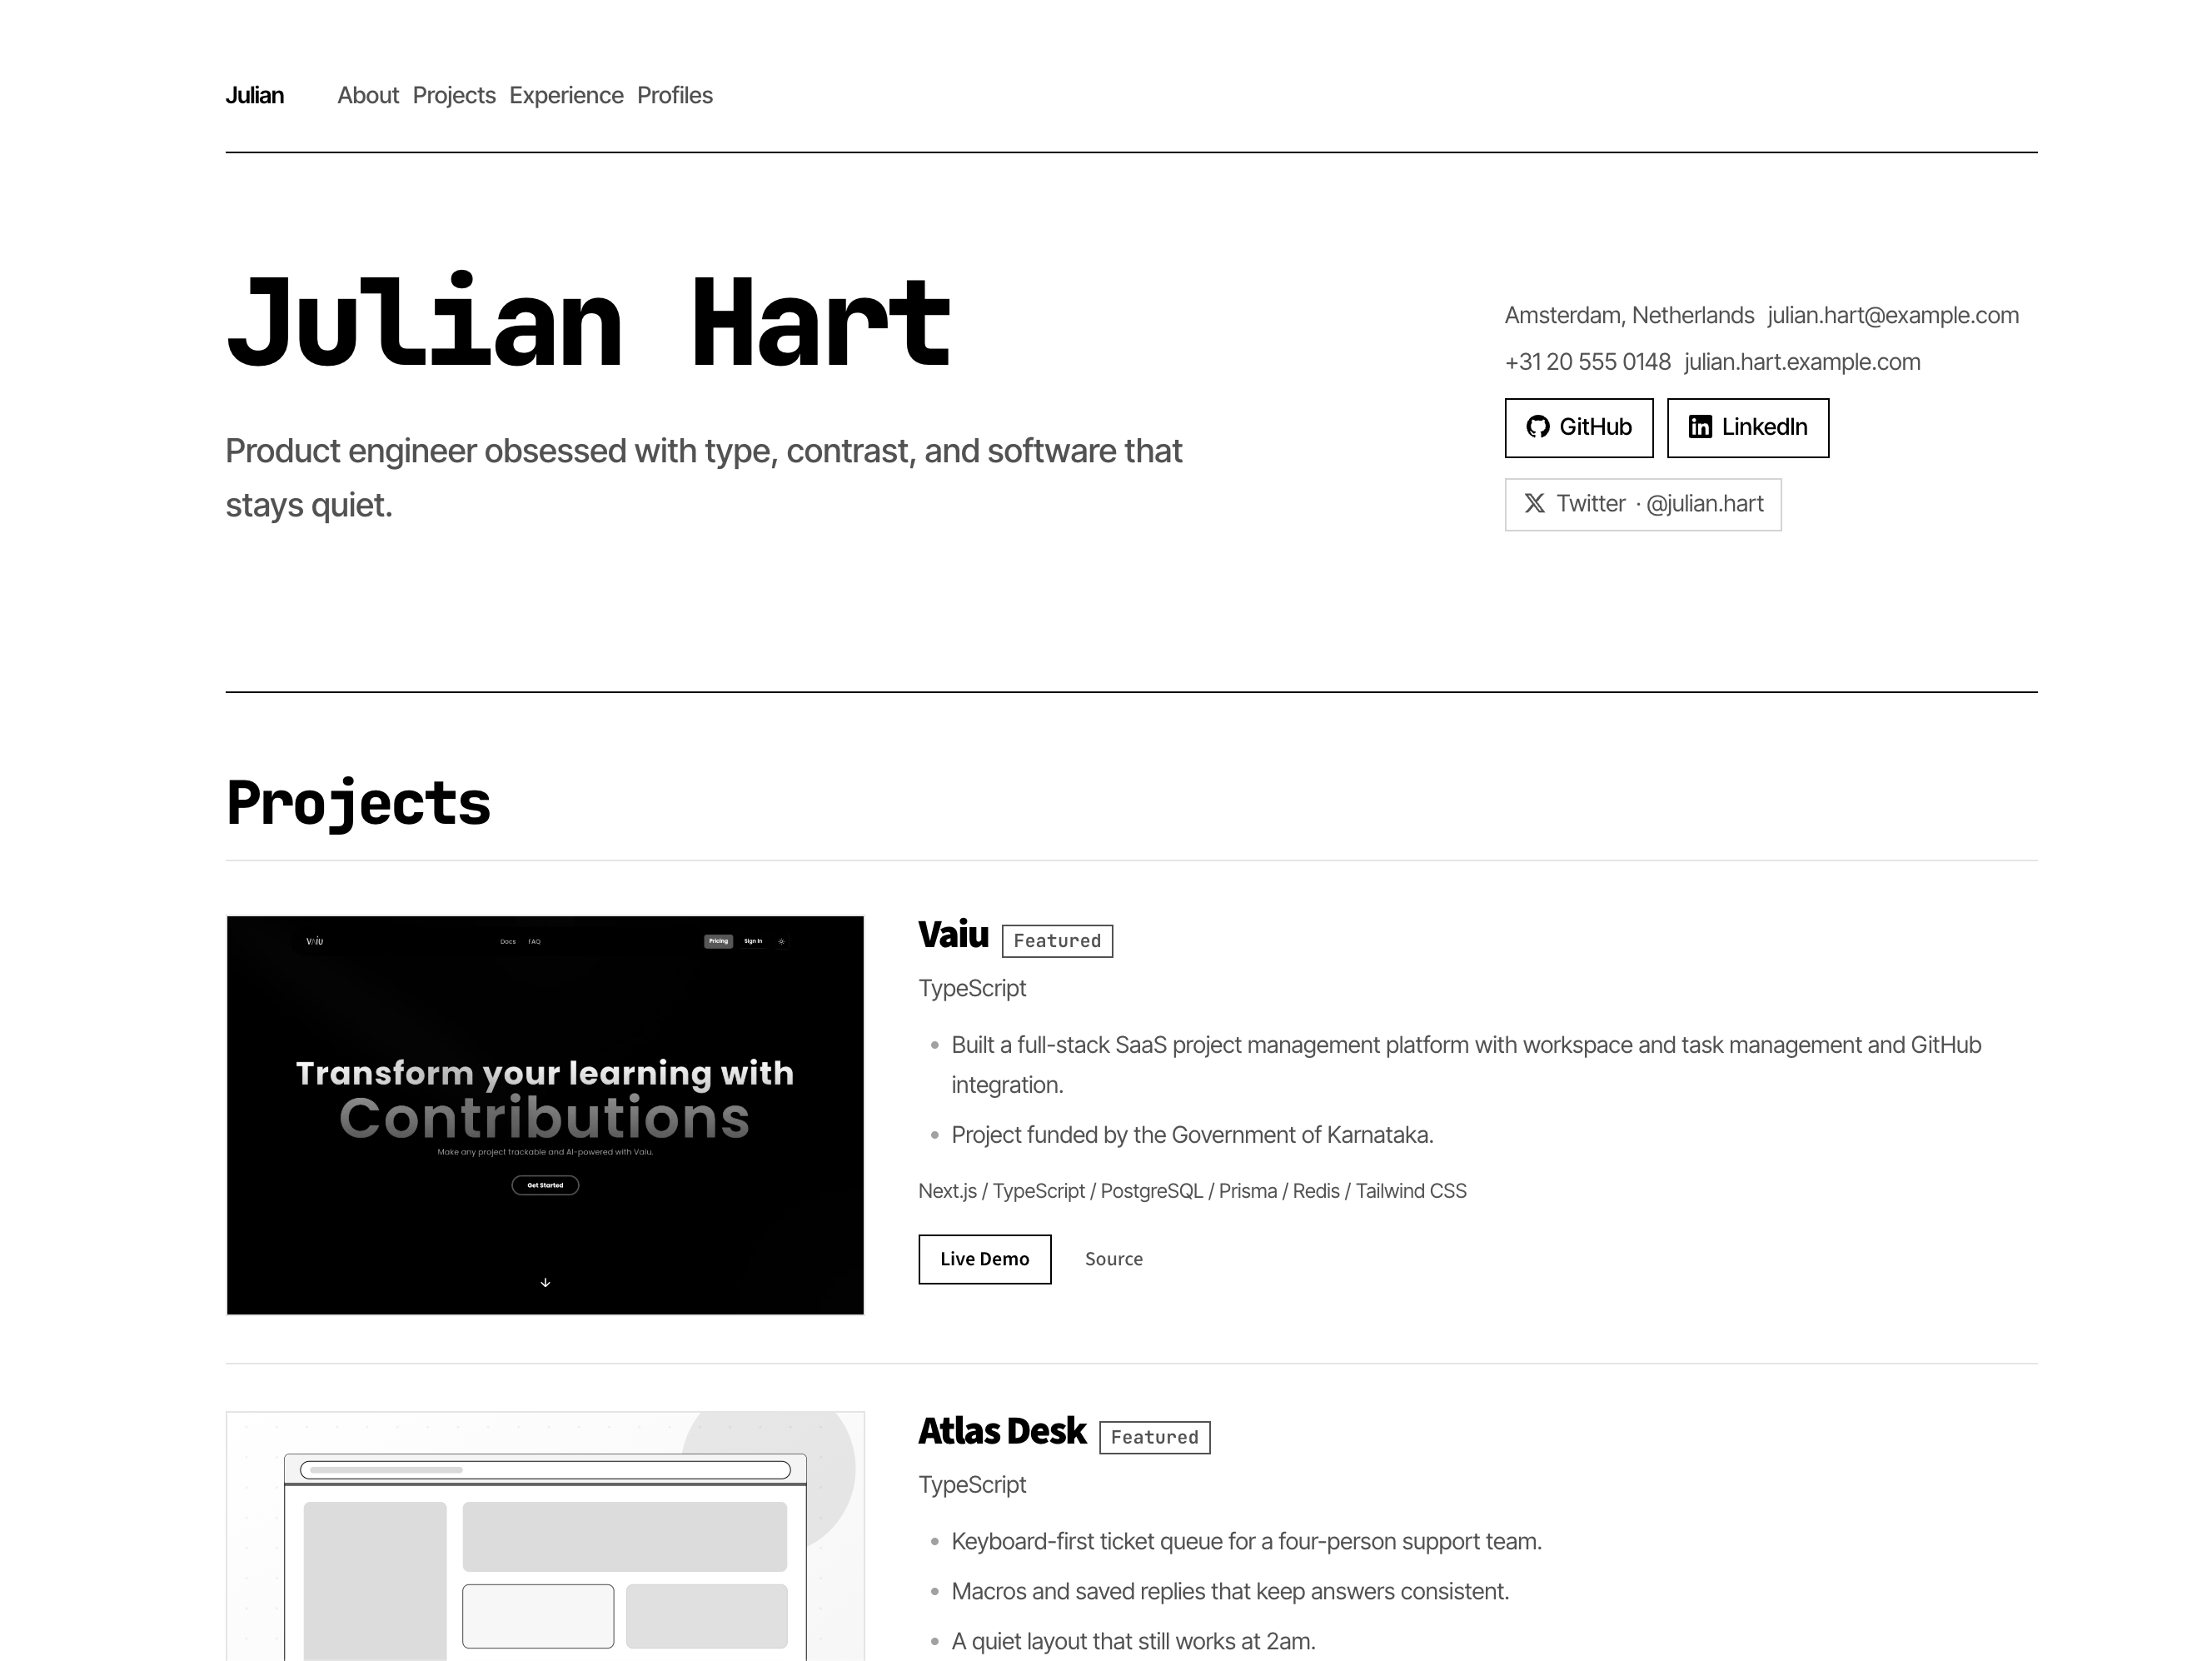 Julian About Projects Experience Profiles
Julian Hart
Product engineer obsessed with type, contrast, and software that
stays quiet.
Amsterdam, Netherlands julian.hart@example.com
+31 20 555 0148 julian.hart.example.com
GitHub LinkedIn
Twitter · @julian.hart
Projects
VAIU Docs FAQ Pricing Sign In
Transform your learning with
Contributions
Make any project trackable and AI-powered with Vaiu.
Get Started
Vaiu Featured
TypeScript
Built a full-stack SaaS project management platform with workspace and task management and GitHub
integration.
Project funded by the Government of Karnataka.
Next.js / TypeScript / PostgreSQL / Prisma / Redis / Tailwind CSS
Live Demo Source
Atlas Desk Featured
TypeScript
Keyboard-first ticket queue for a four-person support team.
Macros and saved replies that keep answers consistent.
A quiet layout that still works at 2am.